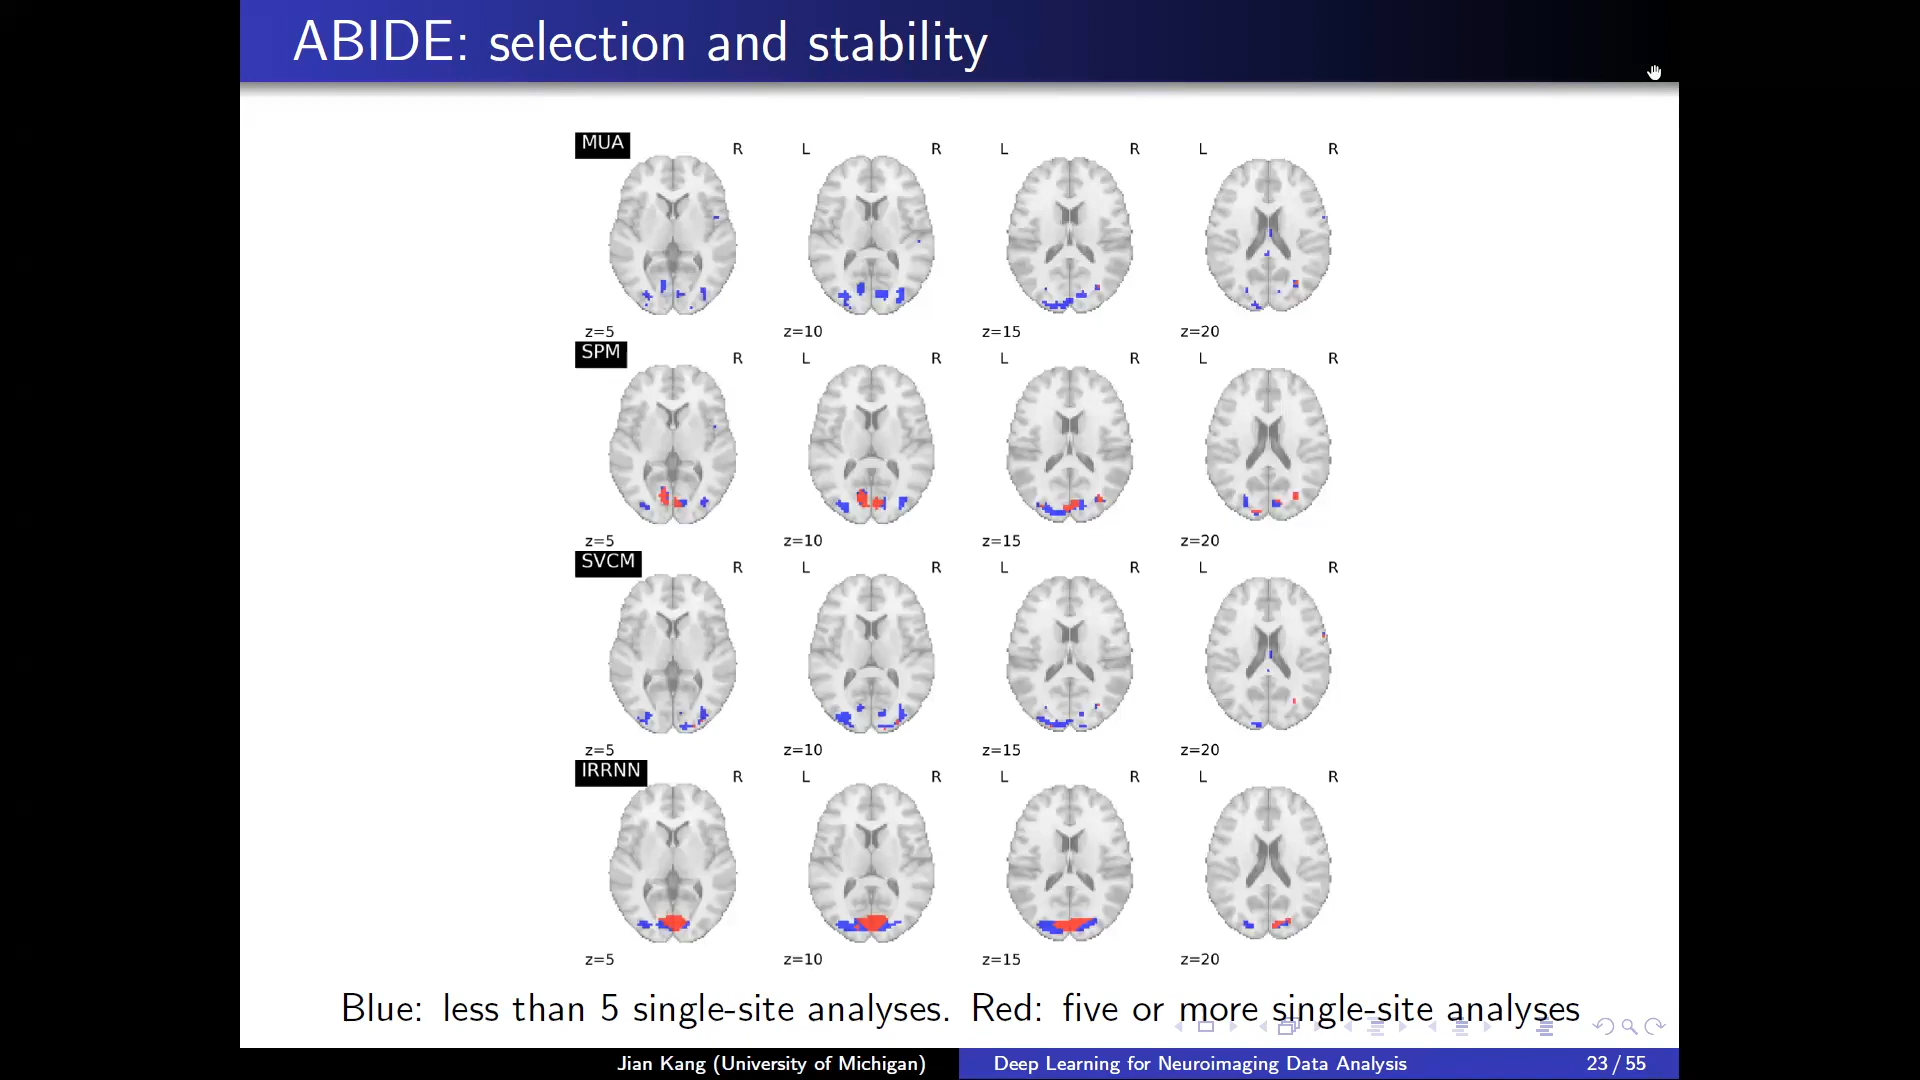 ABIDE: selection and stability
MUA
R L R L R L R
z=5 z=10 z=15 z=20
SPM
R L R L R L R
z=5 z=10 z=15 z=20
SVCM
R L R L R L R
z=5 z=10 z=15 z=20
IRRNN
R L R L R L R
z=5 z=10 z=15 z=20
Blue: less than 5 single-site analyses. Red: five or more single-site analyses
Jian Kang (University of Michigan) Deep Learning for Neuroimaging Data Analysis 23 / 55